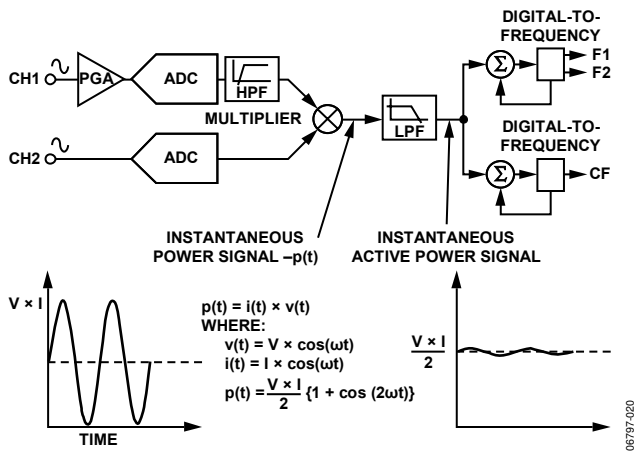 DIGITAL-TO-
FREQUENCY
F1
F2
CH1
PGA
ADC
HPF
MULTIPLIER
LPF
Σ
CH2
ADC
DIGITAL-TO-
FREQUENCY
Σ
CF
INSTANTANEOUS
POWER SIGNAL –p(t)
INSTANTANEOUS
ACTIVE POWER SIGNAL
V × I
p(t) = i(t) × v(t)
WHERE:
v(t) = V × cos(ωt)
i(t) = I × cos(ωt)
p(t) = V × I
2
{1 + cos (2ωt)}
TIME
V × I
2
06797-020